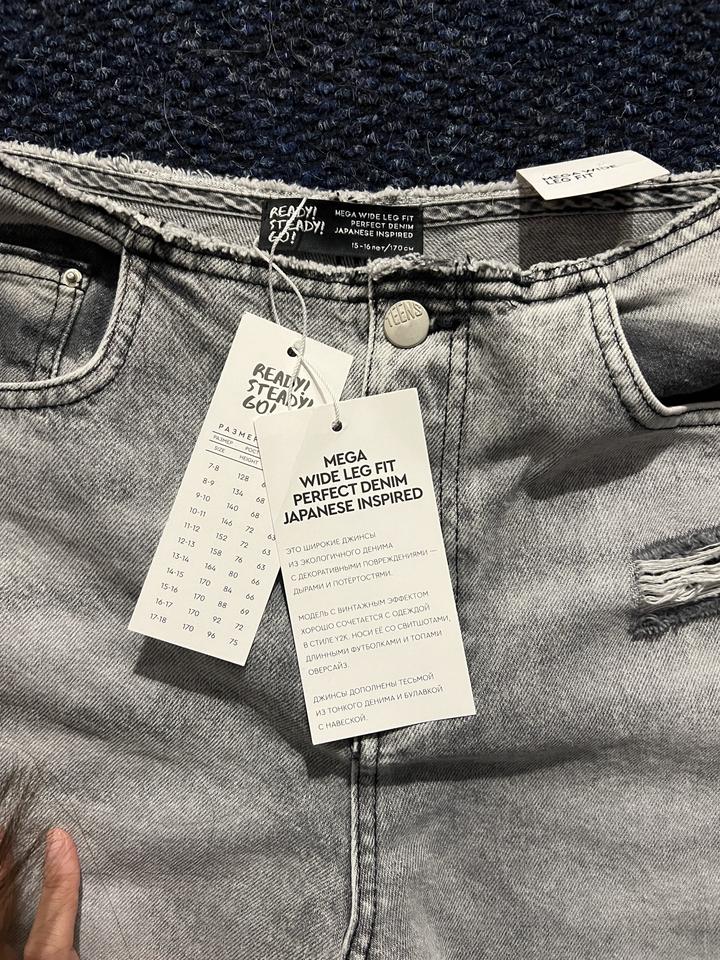 READY!
STEADY!
GO!
MEGA WIDE LEG FIT
PERFECT DENIM
JAPANESE INSPIRED
15-16 лет/170 см
MEGA WIDE
LEG FIT
TEENS
READY!
STEADY!
GO!
РАЗМЕР
РАЗМЕР РОСТ
SIZE HEIGHT
7-8 128
8-9 134 68
9-10 140 68
10-11 146 72
11-12 152 72 63
12-13 158 76 63
13-14 164 80 66
14-15 170 84 66
15-16 170 88 69
16-17 170 92 72
17-18 170 96 75
MEGA
WIDE LEG FIT
PERFECT DENIM
JAPANESE INSPIRED
ЭТО ШИРОКИЕ ДЖИНСЫ
ИЗ ЭКОЛОГИЧНОГО ДЕНИМА
С ДЕКОРАТИВНЫМИ ПОВРЕЖДЕНИЯМИ —
ДЫРАМИ И ПОТЕРТОСТЯМИ.
МОДЕЛЬ С ВИНТАЖНЫМ ЭФФЕКТОМ
ХОРОШО СОЧЕТАЕТСЯ С ОДЕЖДОЙ
В СТИЛЕ Y2K. НОСИ ЕЁ СО СВИТШОТАМИ,
ДЛИННЫМИ ФУТБОЛКАМИ И ТОПАМИ
ОВЕРСАЙЗ.
ДЖИНСЫ ДОПОЛНЕНЫ ТЕСЬМОЙ
ИЗ ТОНКОГО ДЕНИМА И БУЛАВКОЙ
С НАВЕСКОЙ.